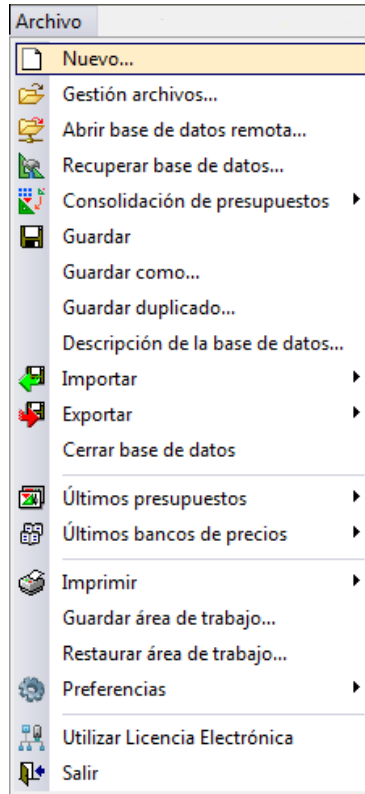 Archivo
Nuevo...
Gestión archivos...
Abrir base de datos remota...
Recuperar base de datos...
Consolidación de presupuestos
Guardar
Guardar como...
Guardar duplicado...
Descripción de la base de datos...
Importar
Exportar
Cerrar base de datos
Últimos presupuestos
Últimos bancos de precios
Imprimir
Guardar área de trabajo...
Restaurar área de trabajo...
Preferencias
Utilizar Licencia Electrónica
Salir